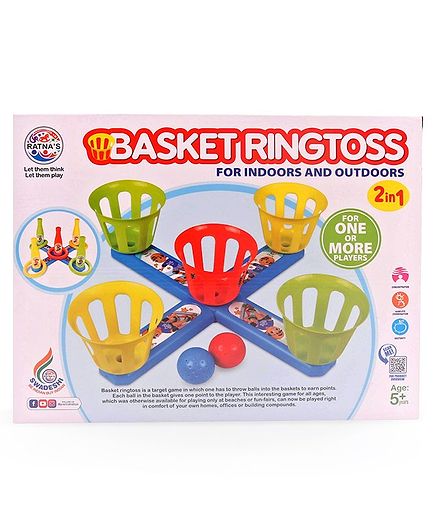 RATNA'S
Let them think
Let them play
BASKET RINGTOSS
FOR INDOORS AND OUTDOORS
2 in 1
FOR
ONE
OR
MORE
PLAYERS
Basket ringtoss is a target game in which one has to throw balls into the baskets to earn points.
Each ball in the basket gives one point to the player. This interesting game for all ages,
which was otherwise available for playing only at beaches or fun fairs, can now be played right
in comfort of your own homes, offices or building compounds.
SWADESHI
Age:
5+
years